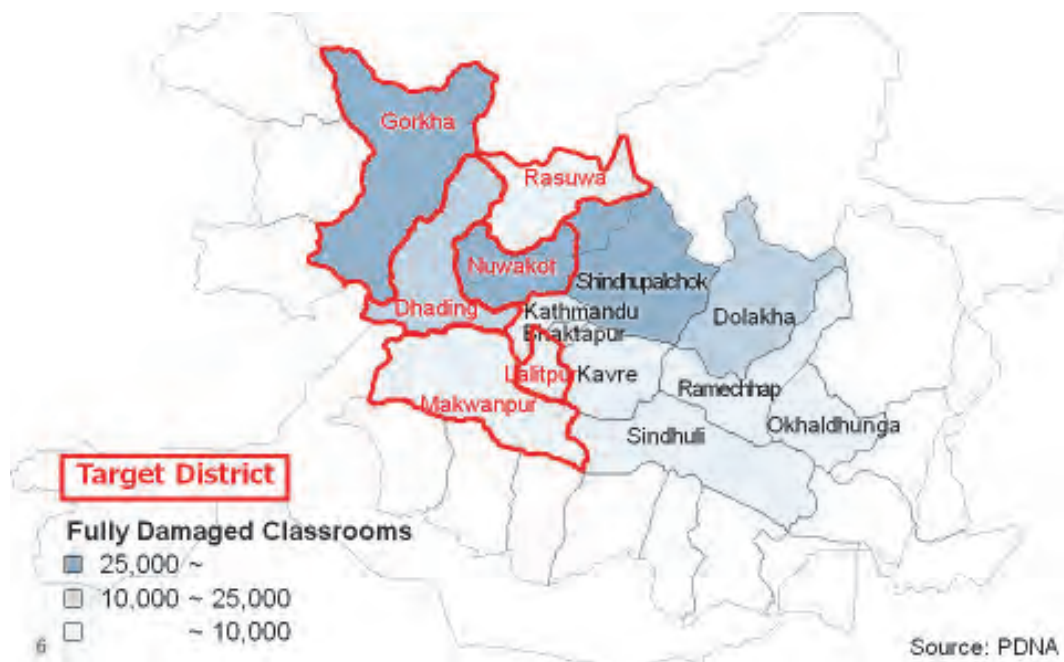 Gorkha
Rasuwa
Nuwakot
Shindhupalchok
Dhading
Kathmandu
Dolakha
Bhaktapur
Lalitpur
Kavre
Ramechhap
Makwanpur
Okhaldhunga
Sindhuli
Target District
Fully Damaged Classrooms
25,000 ~
10,000 ~ 25,000
~ 10,000
6
Source: PDNA